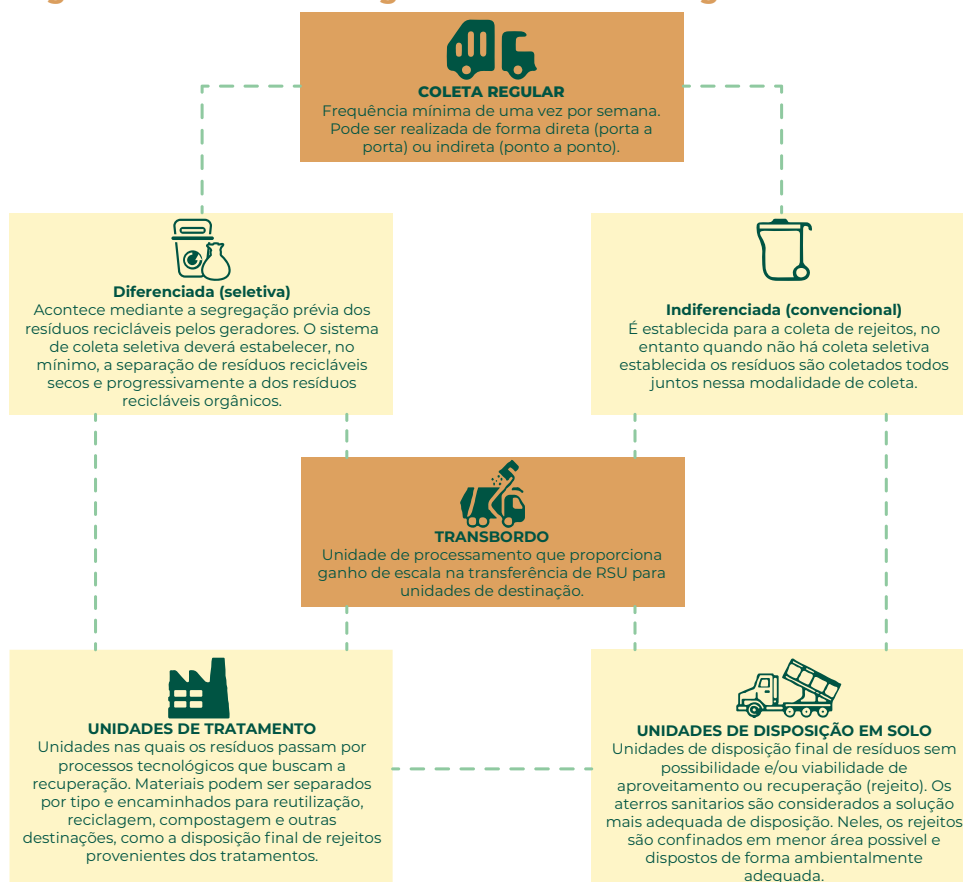 COLETA REGULAR
Frequência mínima de uma vez por semana.
Pode ser realizada de forma direta (porta a
porta) ou indireta (ponto a ponto).
Diferenciada (seletiva)
Acontece mediante a segregação prévia dos
resíduos recicláveis pelos geradores. O sistema
de coleta seletiva deverá estabelecer, no
mínimo, a separação de resíduos recicláveis
secos e progressivamente a dos resíduos
recicláveis orgânicos.
Indiferenciada (convencional)
É establecida para a coleta de rejeitos, no
entanto quando não há coleta seletiva
establecida os resíduos são coletados todos
juntos nessa modalidade de coleta.
TRANSBORDO
Unidade de processamento que proporciona
ganho de escala na transferência de RSU para
unidades de destinação.
UNIDADES DE TRATAMENTO
Unidades nas quais os resíduos passam por
processos tecnológicos que buscam a
recuperação. Materiais podem ser separados
por tipo e encaminhados para reutilização,
reciclagem, compostagem e outras
destinações, como a disposição final de rejeitos
provenientes dos tratamentos.
UNIDADES DE DISPOSIÇÃO EM SOLO
Unidades de disposição final de resíduos sem
possibilidade e/ou viabilidade de
aproveitamento ou recuperação (rejeito). Os
aterros sanitarios são considerados a solução
mais adequada de disposição. Neles, os rejeitos
são confinados em menor área possivel e
dispostos de forma ambientalmente
adequada.